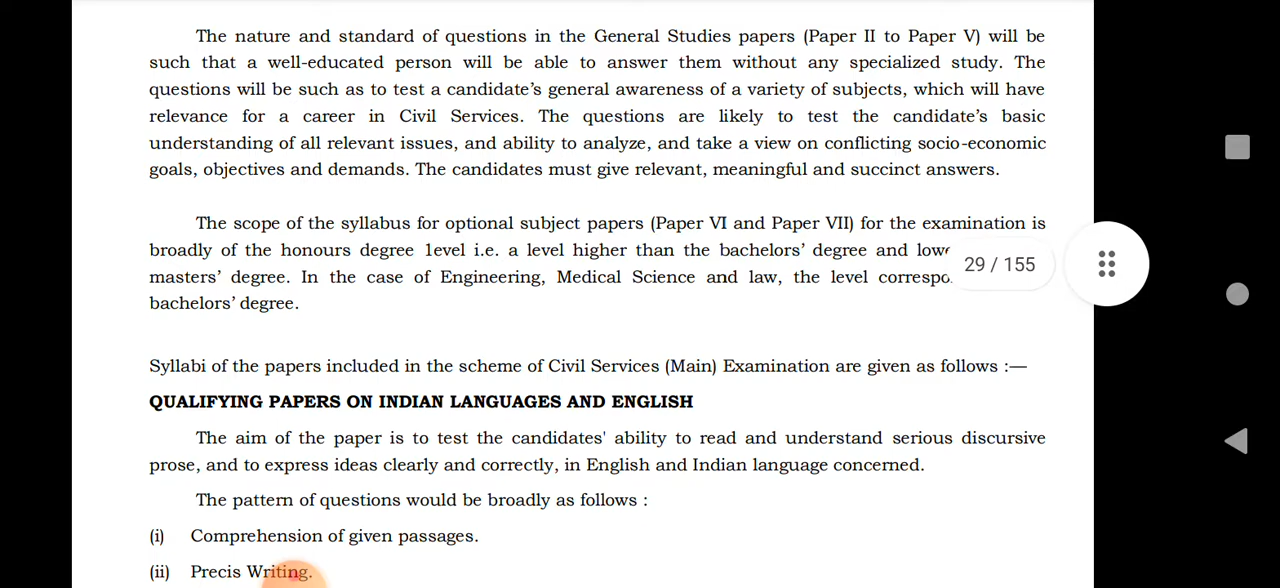 The nature and standard of questions in the General Studies papers (Paper II to Paper V) will be
such that a well-educated person will be able to answer them without any specialized study. The
questions will be such as to test a candidate's general awareness of a variety of subjects, which will have
relevance for a career in Civil Services. The questions are likely to test the candidate's basic
understanding of all relevant issues, and ability to analyze, and take a view on conflicting socio-economic
goals, objectives and demands. The candidates must give relevant, meaningful and succinct answers.
The scope of the syllabus for optional subject papers (Paper VI and Paper VII) for the examination is
broadly of the honours degree level i.e. a level higher than the bachelors' degree and
masters' degree. In the case of Engineering, Medical Science and law, the level
bachelors' degree.
29 / 155
Syllabi of the papers included in the scheme of Civil Services (Main) Examination are given as follows :—
QUALIFYING PAPERS ON INDIAN LANGUAGES AND ENGLISH
The aim of the paper is to test the candidates' ability to read and understand serious discursive
prose, and to express ideas clearly and correctly, in English and Indian language concerned.
The pattern of questions would be broadly as follows :
(i) Comprehension of given passages.
(ii) Precis Writing.